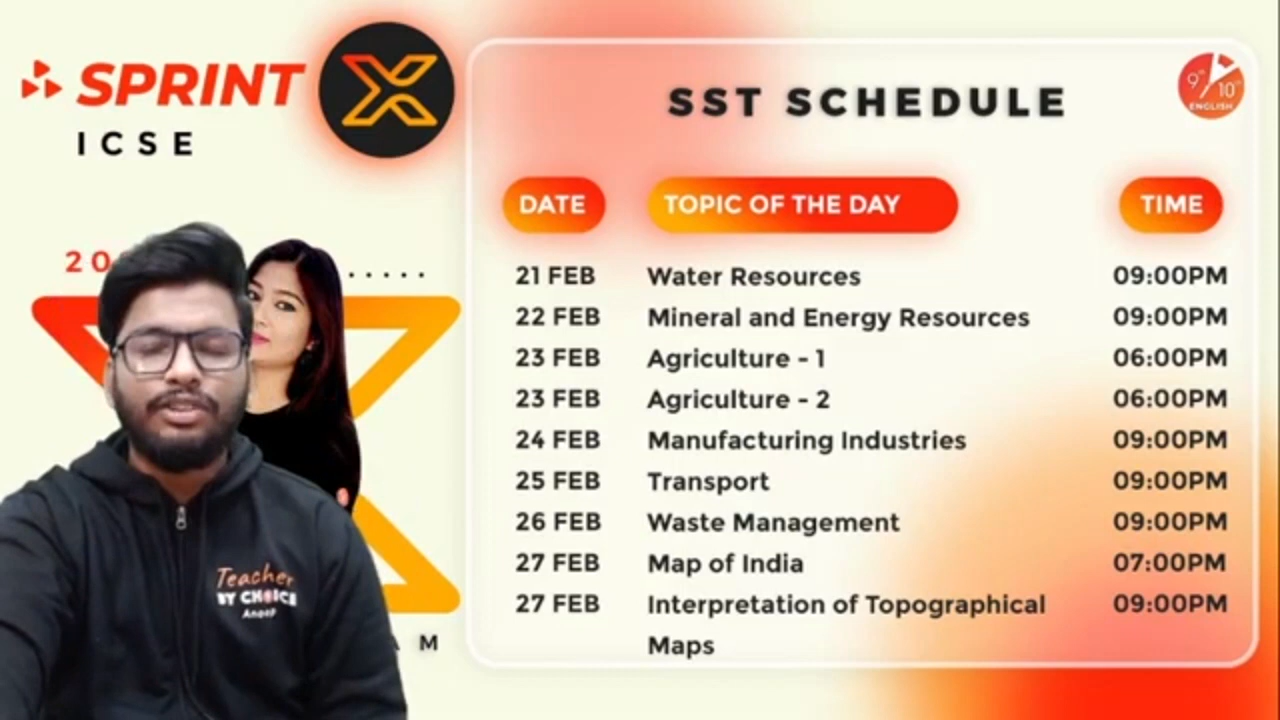 SPRINT
ICSE
20
SST SCHEDULE
9th 10th
ENGLISH
DATE TOPIC OF THE DAY TIME
21 FEB Water Resources 09:00PM
22 FEB Mineral and Energy Resources 09:00PM
23 FEB Agriculture - 1 06:00PM
23 FEB Agriculture - 2 06:00PM
24 FEB Manufacturing Industries 09:00PM
25 FEB Transport 09:00PM
26 FEB Waste Management 09:00PM
27 FEB Map of India 07:00PM
27 FEB Interpretation of Topographical 09:00PM
Maps
Teacher
BY CHOICE
Anoop